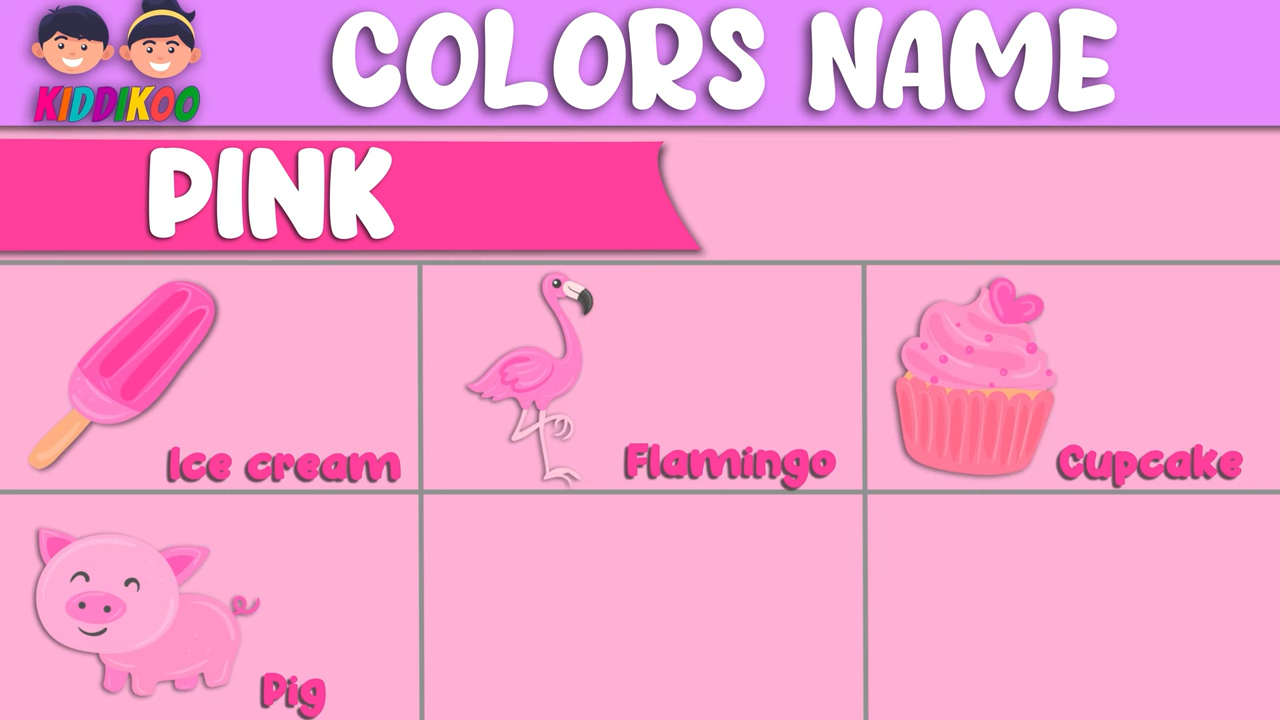 COLORS NAME
KIDDIKOO
PINK
Ice cream
Flamingo
Cupcake
Pig